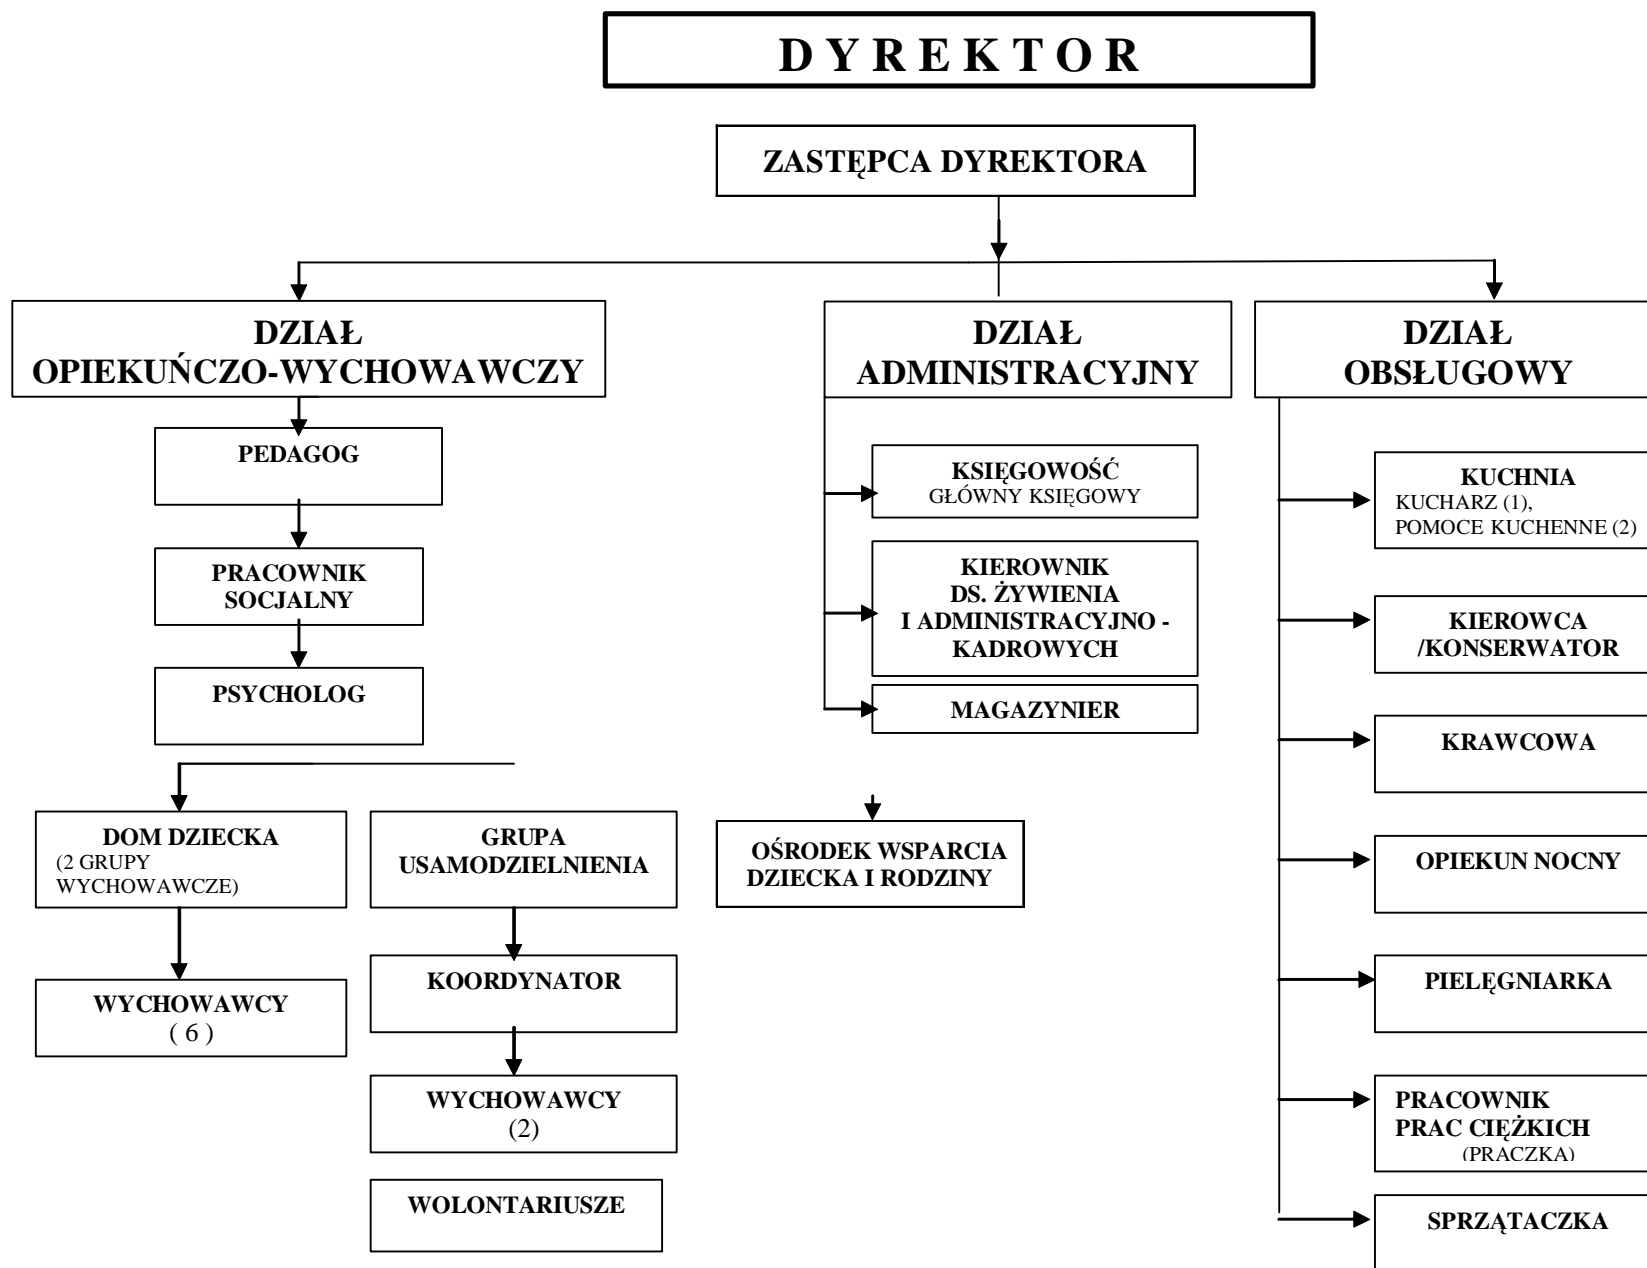 D Y R E K T O R
ZASTĘPCA DYREKTORA
DZIAŁ
OPIEKUŃCZO-WYCHOWAWCZY
PEDAGOG
PRACOWNIK
SOCJALNY
PSYCHOLOG
DOM DZIECKA
(2 GRUPY
WYCHOWAWCZE)
WYCHOWAWCY
( 6 )
GRUPA
USAMODZIELNIENIA
KOORDYNATOR
WYCHOWAWCY
(2)
WOLONTARIUSZE
DZIAŁ
ADMINISTRACYJNY
KSIĘGOWOŚĆ
GŁÓWNY KSIĘGOWY
KIEROWNIK
DS. ŻYWIENIA
I ADMINISTRACYJNO -
KADROWYCH
MAGAZYNIER
OŚRODEK WSPARCIA
DZIECKA I RODZINY
DZIAŁ
OBSŁUGOWY
KUCHNIA
KUCHARZ (1),
POMOCE KUCHENNE (2)
KIEROWCA
/KONSERWATOR
KRAWCOWA
OPIEKUN NOCNY
PIELĘGNIARKA
PRACOWNIK
PRAC CIĘŻKICH
(PRACZKA)
SPRZĄTACZKA